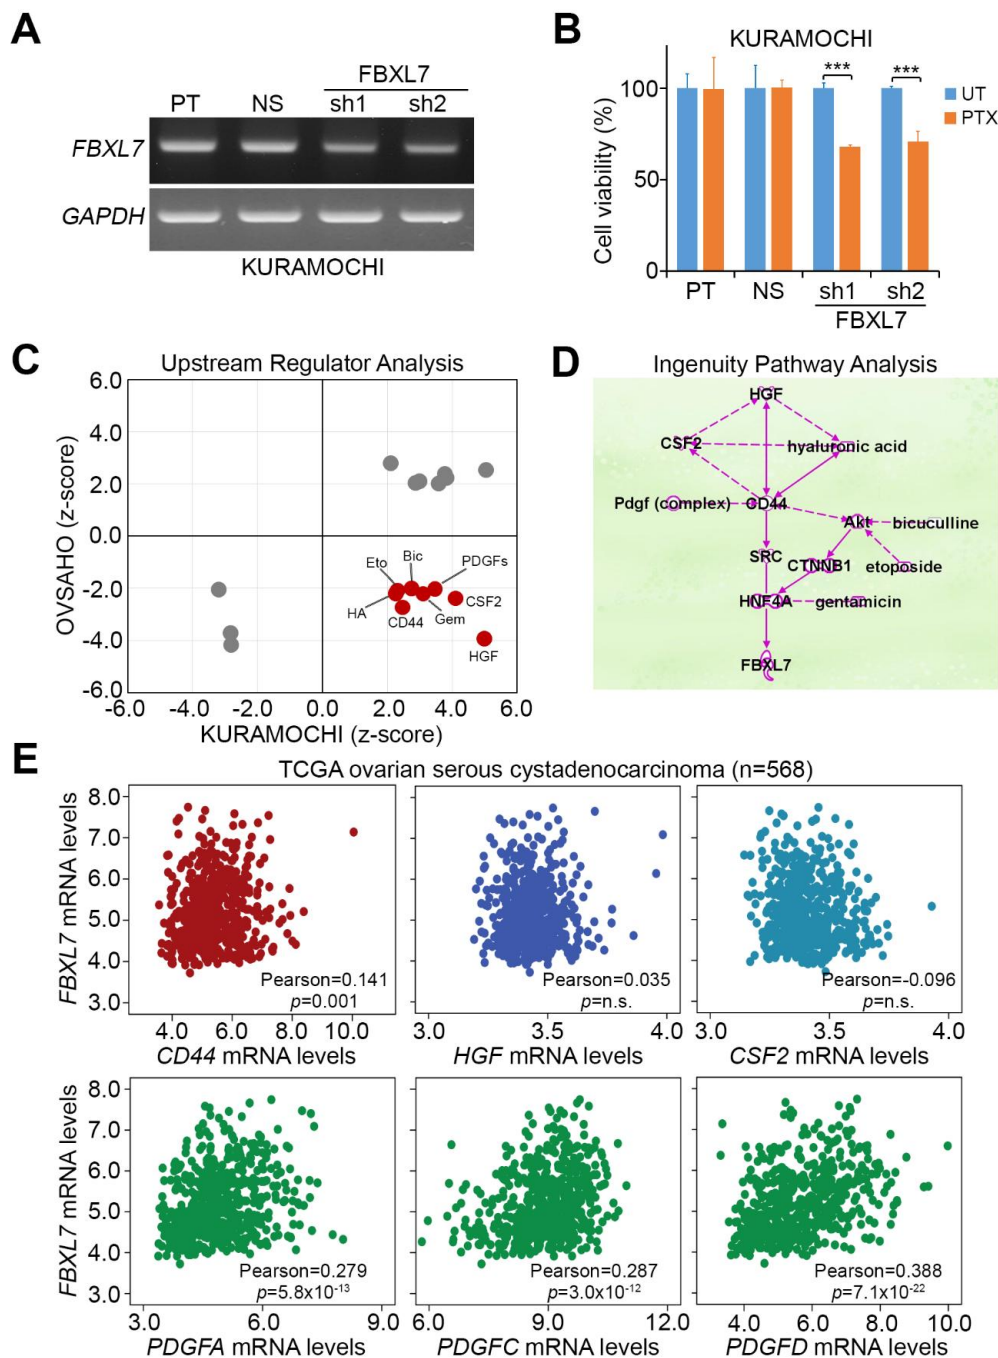 A
FBXL7
PT NS sh1 sh2
FBXL7
GAPDH
KURAMOCHI
B
KURAMOCHI
Cell viability (%)
100
50
0
*** ***
UT
PTX
PT NS sh1 sh2
FBXL7
C
Upstream Regulator Analysis
OVSAHO (z-score)
6.0
4.0
2.0
0.0
-2.0
-4.0
-6.0
Eto Bic PDGFs
HA CD44 Gem CSF2
HGF
-6.0 -4.0 -2.0 0.0 2.0 4.0 6.0
KURAMOCHI (z-score)
D
Ingenuity Pathway Analysis
HGF
CSF2 hyaluronic acid
Pdgf (complex) CD44
Akt bicuculline
SRC CTNNB1 etoposide
HNF4A gentamicin
FBXL7
E
TCGA ovarian serous cystadenocarcinoma (n=568)
FBXL7 mRNA levels
8.0
7.0
6.0
5.0
4.0
3.0
Pearson=0.141
p=0.001
4.0 6.0 8.0 10.0
CD44 mRNA levels
Pearson=0.035
p=n.s.
3.0 3.5 4.0
HGF mRNA levels
Pearson=-0.096
p=n.s.
3.0 3.5 4.0
CSF2 mRNA levels
FBXL7 mRNA levels
8.0
7.0
6.0
5.0
4.0
3.0
Pearson=0.279
p=5.8x10⁻¹³
3.0 6.0 9.0
PDGFA mRNA levels
Pearson=0.287
p=3.0x10⁻¹²
6.0 9.0 12.0
PDGFC mRNA levels
Pearson=0.388
p=7.1x10⁻²²
4.0 6.0 8.0 10.0
PDGFD mRNA levels